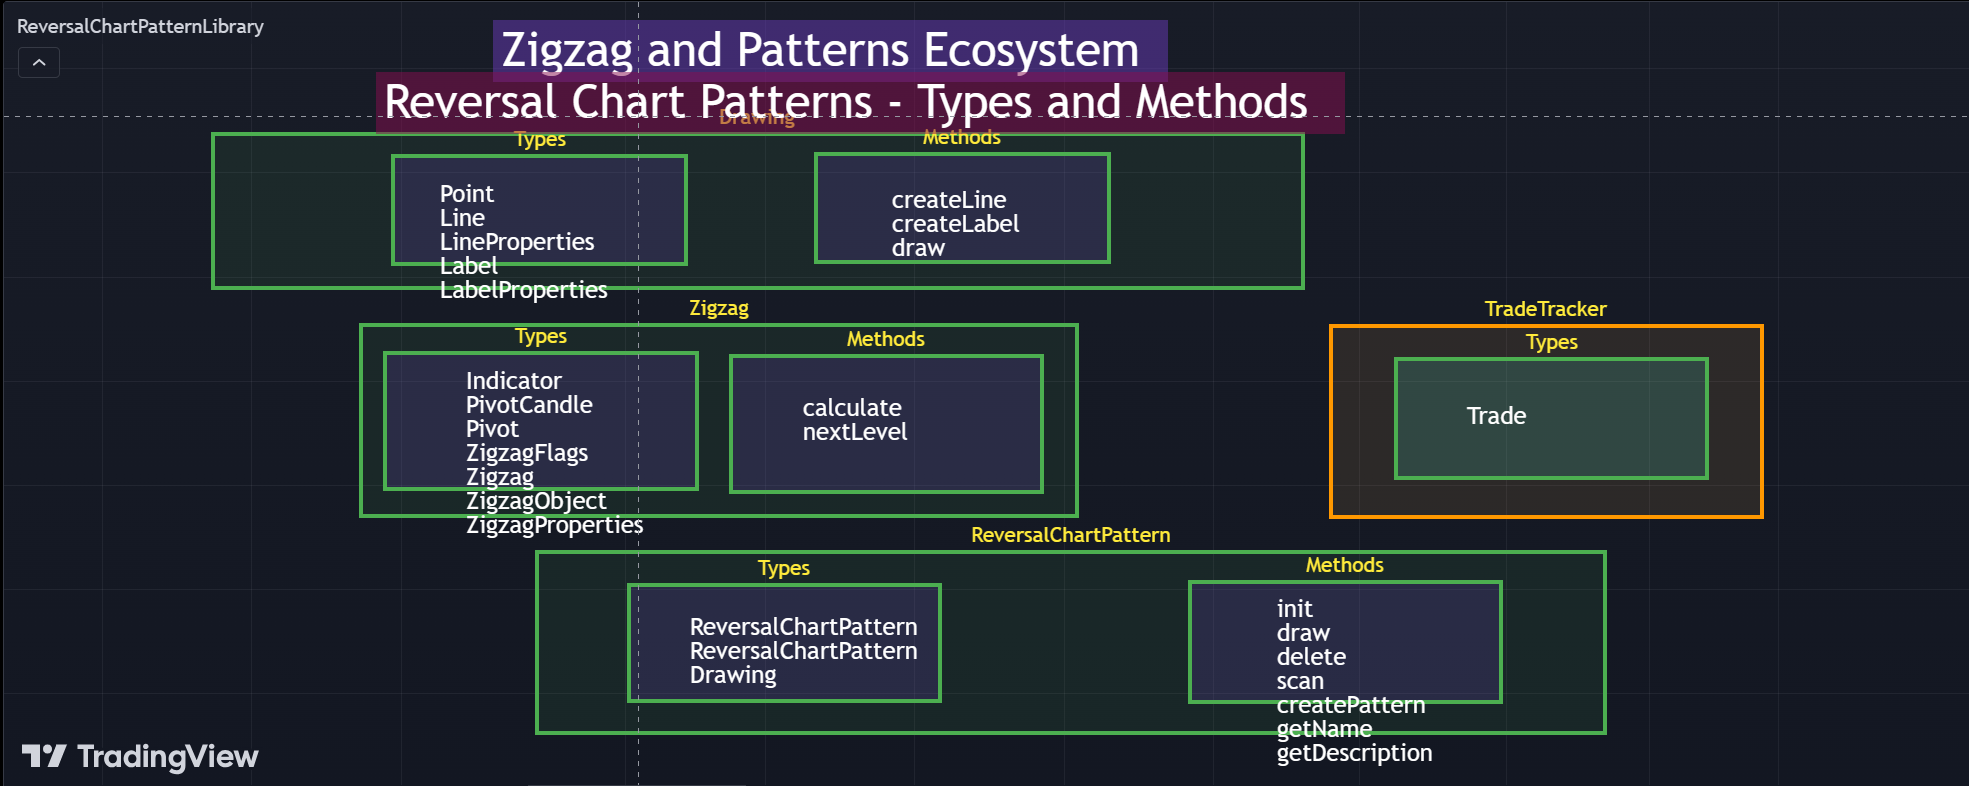 ReversalChartPatternLibrary
Zigzag and Patterns Ecosystem
Reversal Chart Patterns - Types and Methods
Drawing
Types
Point
Line
LineProperties
Label
LabelProperties
Methods
createLine
createLabel
draw
Zigzag
Types
Indicator
PivotCandle
Pivot
ZigzagFlags
Zigzag
ZigzagObject
ZigzagProperties
Methods
calculate
nextLevel
TradeTracker
Types
Trade
ReversalChartPattern
Types
ReversalChartPattern
ReversalChartPattern
Drawing
Methods
init
draw
delete
scan
createPattern
getName
getDescription
TradingView